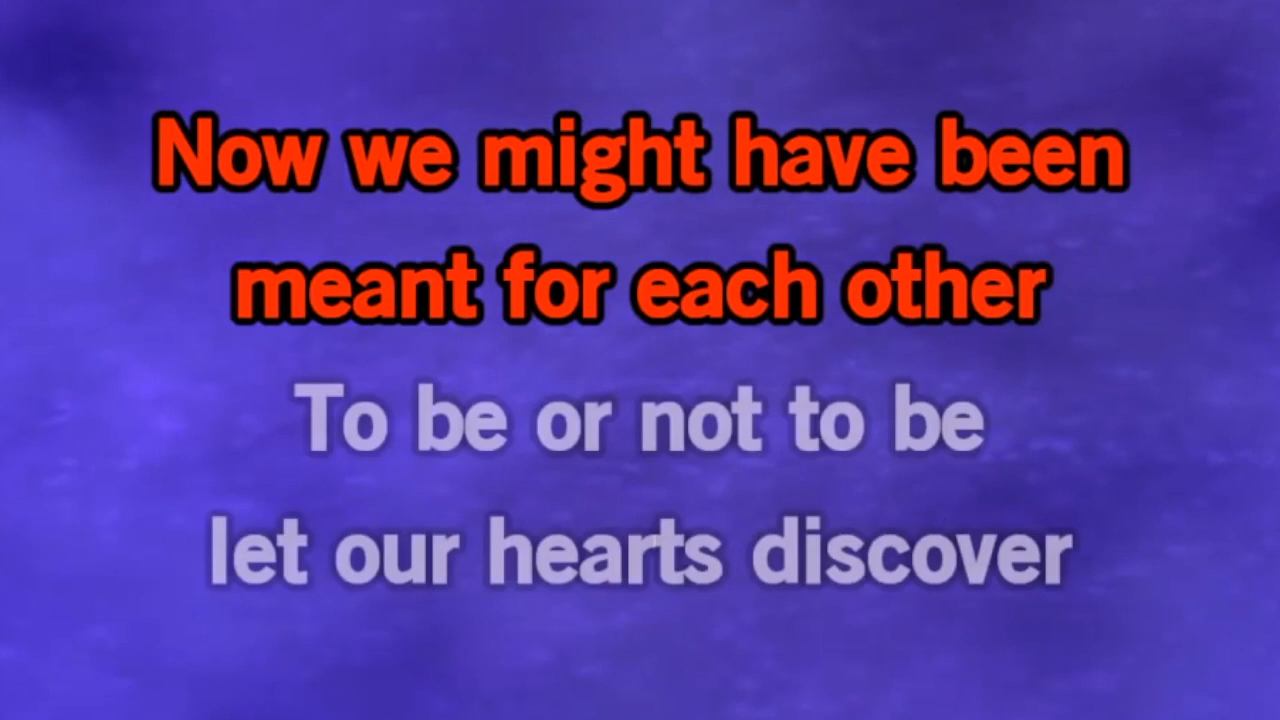 Now we might have been
meant for each other
To be or not to be
let our hearts discover